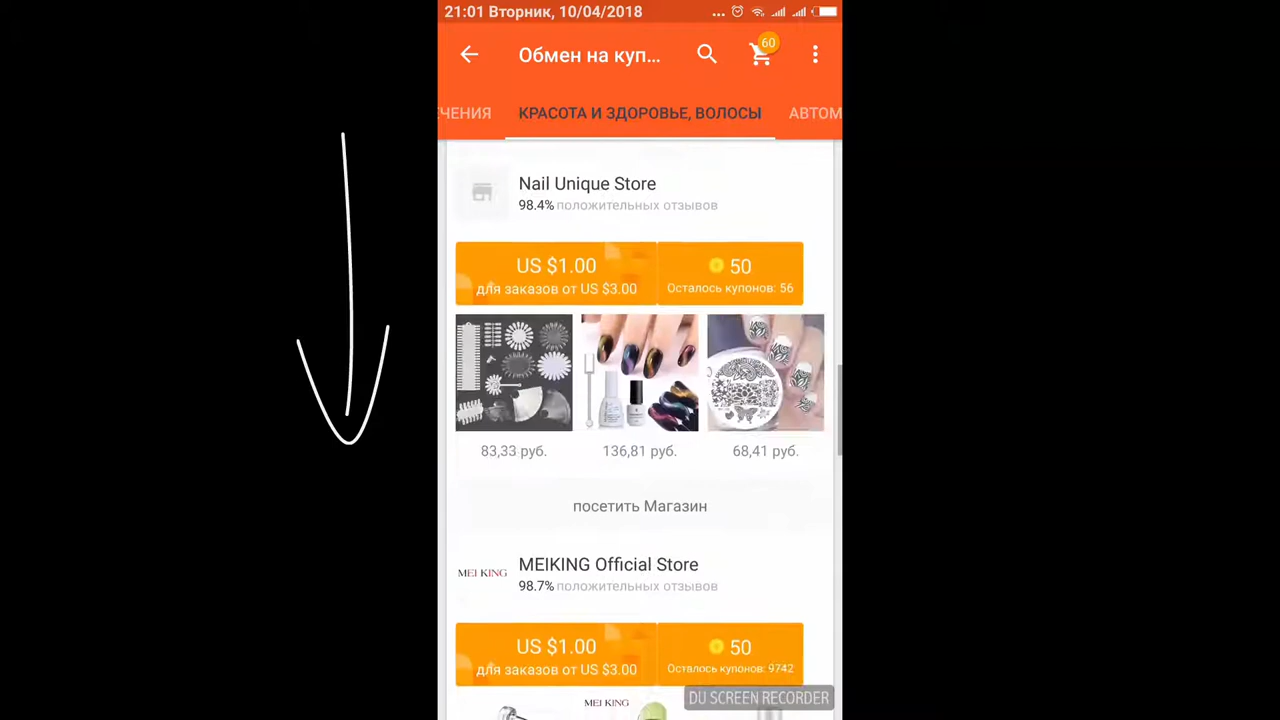 21:01 Вторник, 10/04/2018
Обмен на куп...
60
ЧЕНИЯ
КРАСОТА И ЗДОРОВЬЕ, ВОЛОСЫ
АВТОМ
Nail Unique Store
98.4% положительных отзывов
US $1.00
50
для заказов от US $3.00
Осталось купонов: 56
83,33 руб.
136,81 руб.
68,41 руб.
посетить Магазин
MEI KING
MEIKING Official Store
98.7% положительных отзывов
US $1.00
50
для заказов от US $3.00
Осталось купонов: 9742
MEI KING
DU SCREEN RECORDER